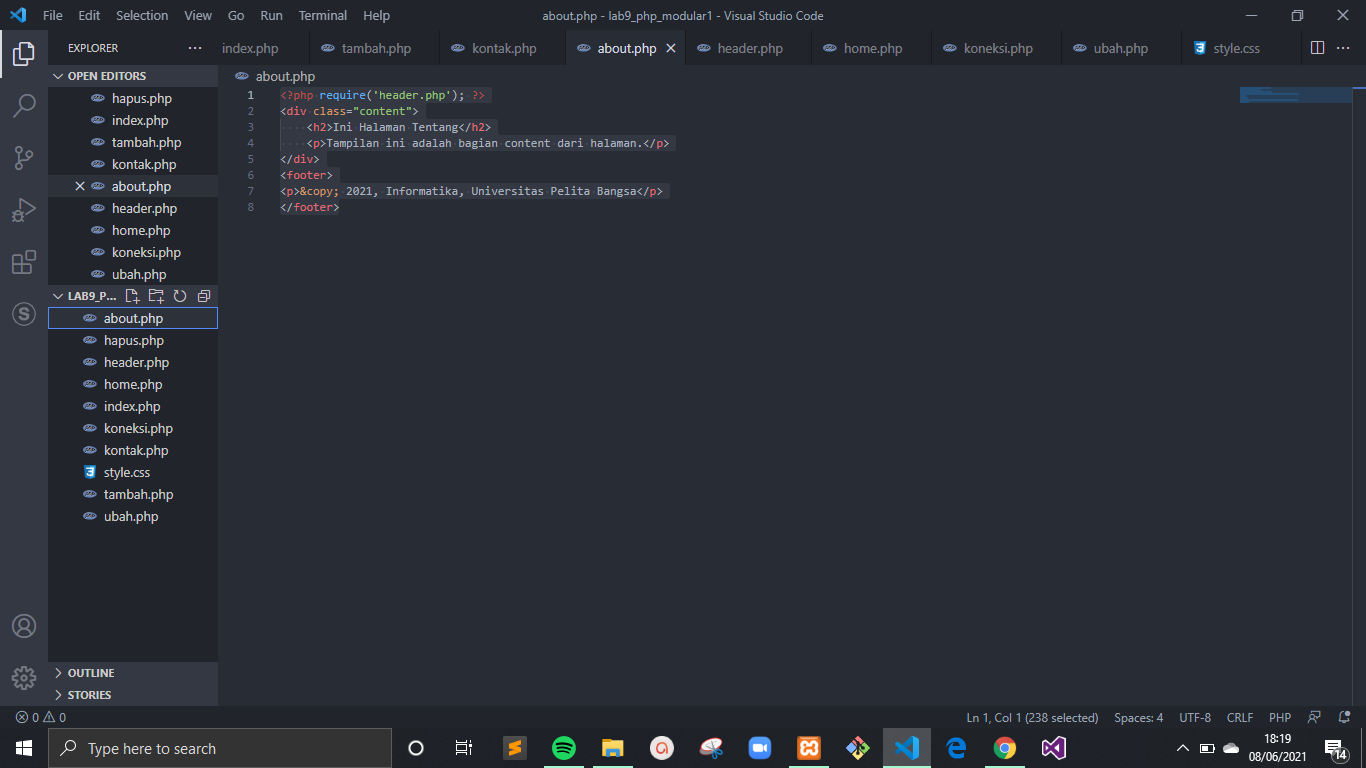 File Edit Selection View Go Run Terminal Help
about.php - lab9_php_modular1 - Visual Studio Code
EXPLORER
index.php tambah.php kontak.php about.php header.php home.php koneksi.php ubah.php style.css
OPEN EDITORS
hapus.php
index.php
tambah.php
kontak.php
about.php
header.php
home.php
koneksi.php
ubah.php
LAB9_P...
about.php
hapus.php
header.php
home.php
index.php
koneksi.php
kontak.php
style.css
tambah.php
ubah.php
OUTLINE
STORIES
about.php
1 <?php require('header.php'); ?>
2 <div class="content">
3 <h2>Ini Halaman Tentang</h2>
4 <p>Tampilan ini adalah bagian content dari halaman.</p>
5 </div>
6 <footer>
7 <p>&copy; 2021, Informatika, Universitas Pelita Bangsa</p>
8 </footer>
0 0
Ln 1, Col 1 (238 selected) Spaces: 4 UTF-8 CRLF PHP
Type here to search
18:19
08/06/2021
14